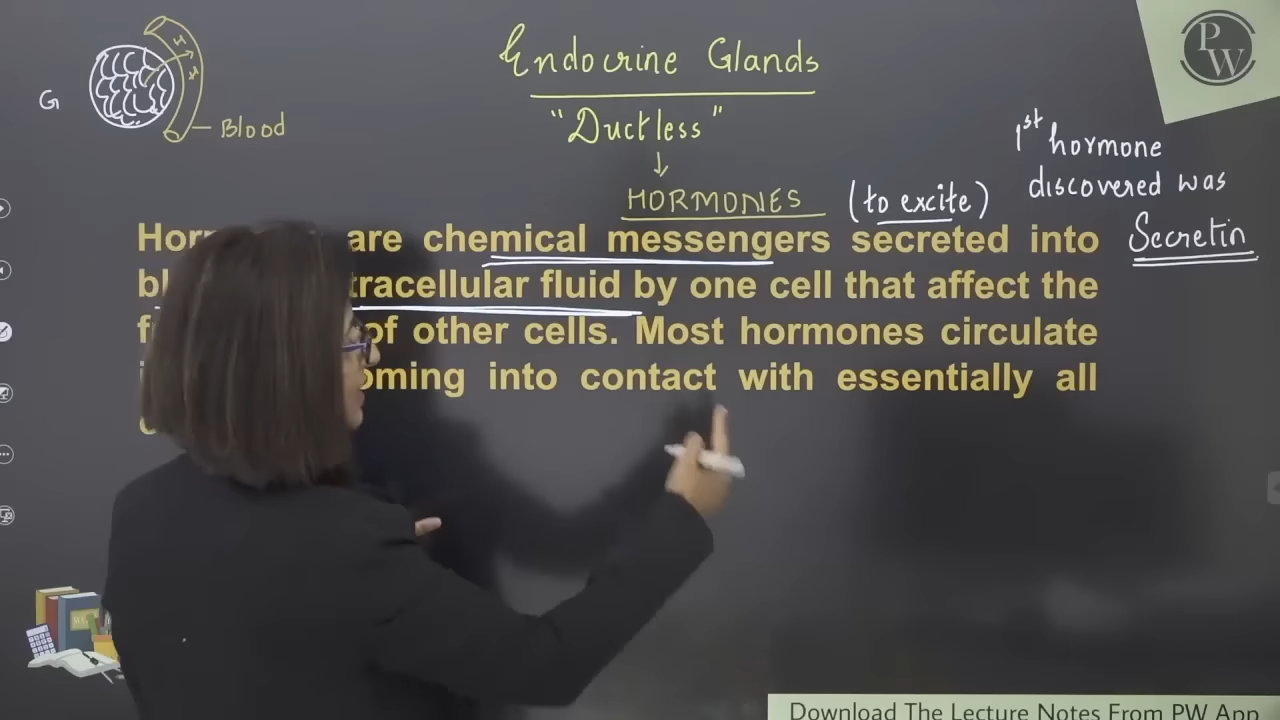 Endocrine Glands
G
Blood
"Ductless"
1st hormone
discovered was
Secretin
HORMONES (to excite)
are chemical messengers secreted into
tracellular fluid by one cell that affect the
of other cells. Most hormones circulate
oming into contact with essentially all
PW
Download The Lecture Notes From PW App